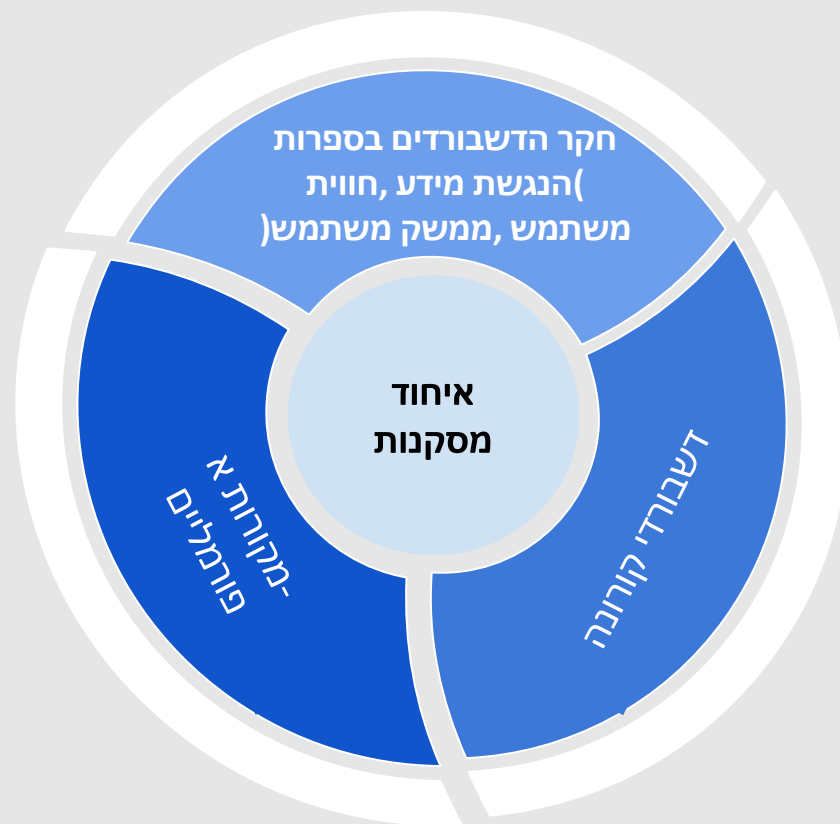 חקר הדשבורדים בספרות
)הנגשת מידע ,חווית
משתמש ,ממשק משתמש(
איחוד
מסקנות
דשבורדי קורונה
מקורות א-
פורמליים